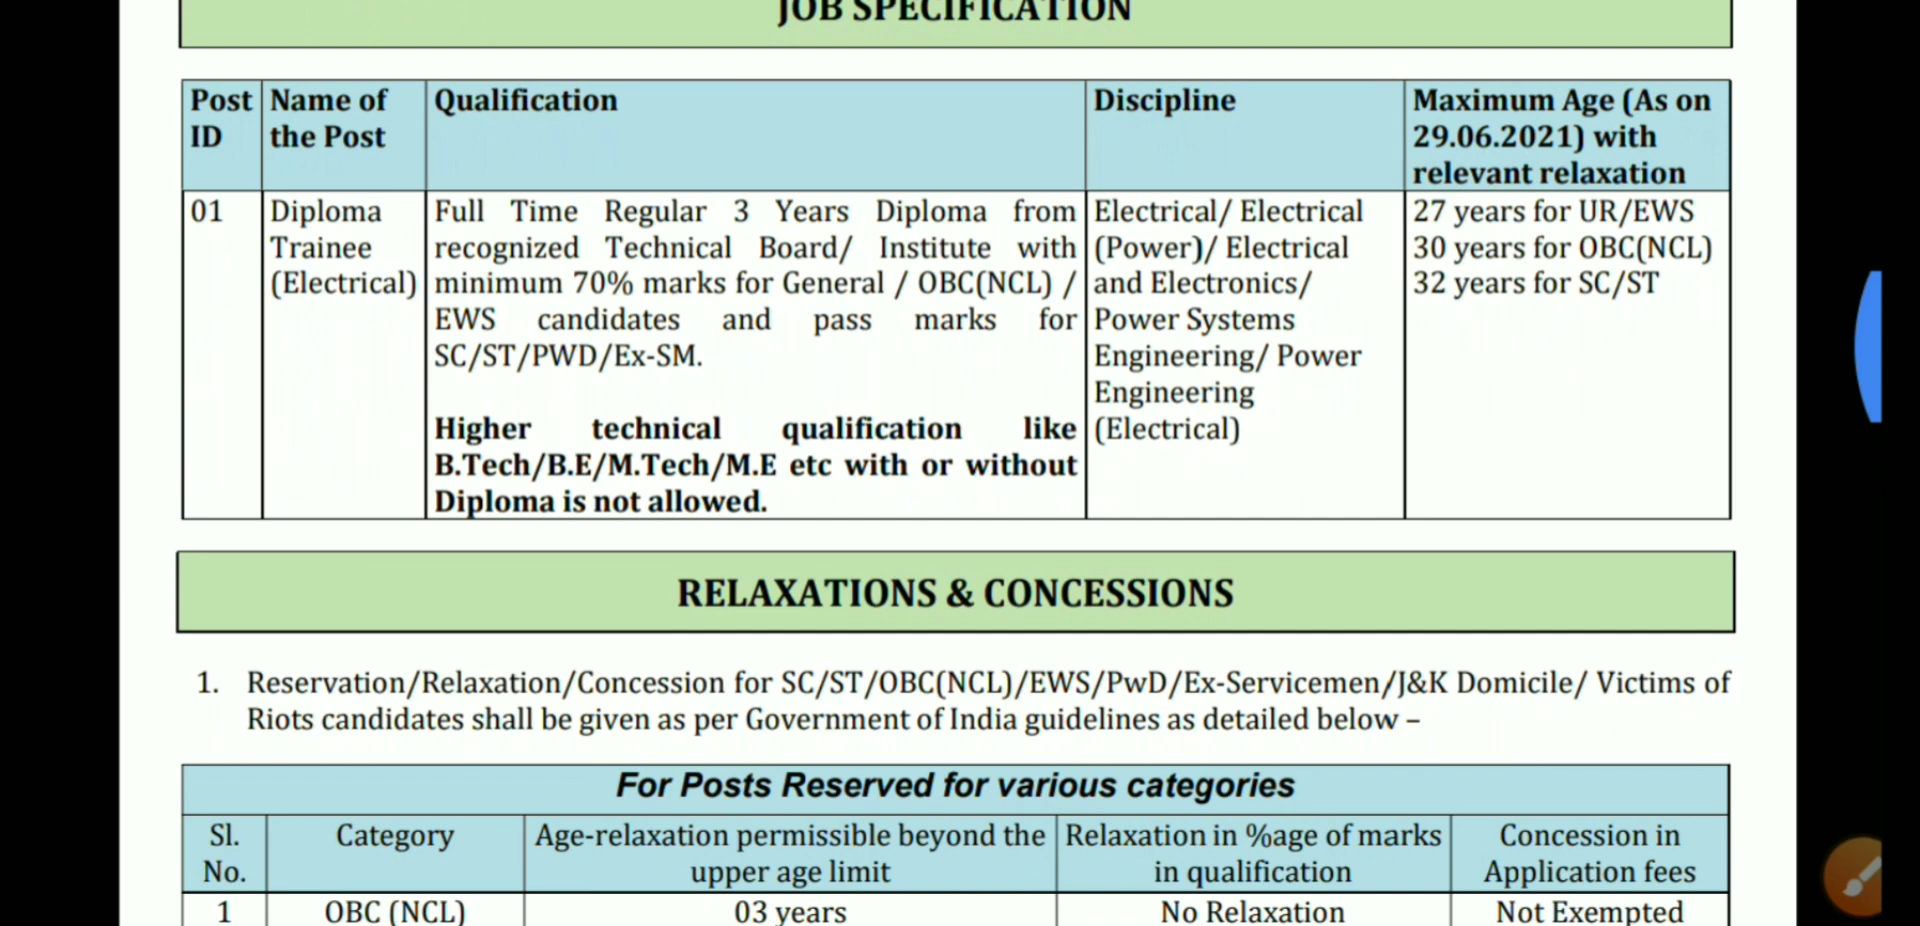 JOB SPECIFICATION
Post ID
Name of the Post
Qualification
Discipline
Maximum Age (As on
29.06.2021) with
relevant relaxation
01
Diploma
Trainee
(Electrical)
Full Time Regular 3 Years Diploma from
recognized Technical Board/ Institute with
minimum 70% marks for General / OBC(NCL) /
EWS candidates and pass marks for
SC/ST/PWD/Ex-SM.
Higher technical qualification like
B.Tech/B.E/M.Tech/M.E etc with or without
Diploma is not allowed.
Electrical/ Electrical
(Power)/ Electrical
and Electronics/
Power Systems
Engineering/ Power
Engineering
(Electrical)
27 years for UR/EWS
30 years for OBC(NCL)
32 years for SC/ST
RELAXATIONS & CONCESSIONS
1. Reservation/Relaxation/Concession for SC/ST/OBC(NCL)/EWS/PwD/Ex-Servicemen/J&K Domicile/ Victims of
Riots candidates shall be given as per Government of India guidelines as detailed below –
For Posts Reserved for various categories
Sl.
No.
Category
Age-relaxation permissible beyond the
upper age limit
Relaxation in %age of marks
in qualification
Concession in
Application fees
1
OBC (NCL)
03 years
No Relaxation
Not Exempted